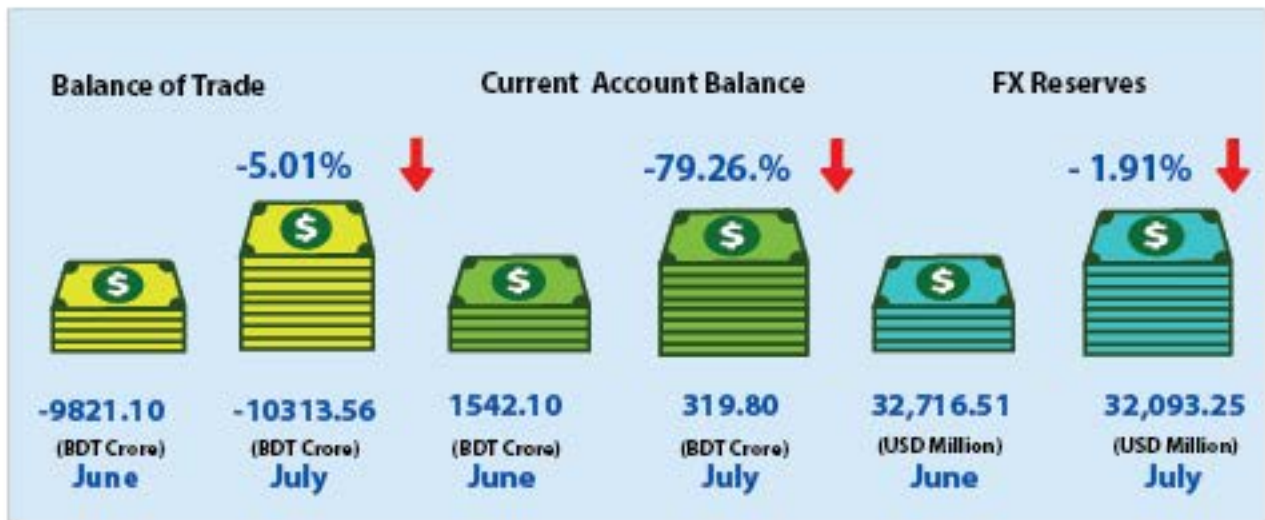 Balance of Trade
Current Account Balance
FX Reserves
-5.01%
-79.26.%
- 1.91%
$
$
$
$
$
$
-9821.10
-10313.56
1542.10
319.80
32,716.51
32,093.25
(BDT Crore)
(BDT Crore)
(BDT Crore)
(BDT Crore)
(USD Million)
(USD Million)
June
July
June
July
June
July